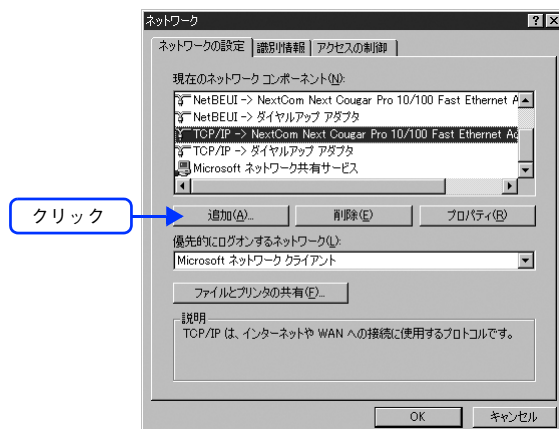 ネットワーク
ネットワークの設定 識別情報 アクセスの制御
現在のネットワーク コンポーネント(N):
NetBEUI -> NextCom Next Cougar Pro 10/100 Fast Ethernet A
NetBEUI -> ダイヤルアップ アダプタ
TCP/IP -> NextCom Next Cougar Pro 10/100 Fast Ethernet Ad
TCP/IP -> ダイヤルアップ アダプタ
Microsoft ネットワーク共有サービス
クリック
追加(A)... 削除(E) プロパティ(R)
優先的にログオンするネットワーク(L):
Microsoft ネットワーク クライアント
ファイルとプリンタの共有(F)...
説明
TCP/IP は、インターネットや WAN への接続に使用するプロトコルです。
OK キャンセル